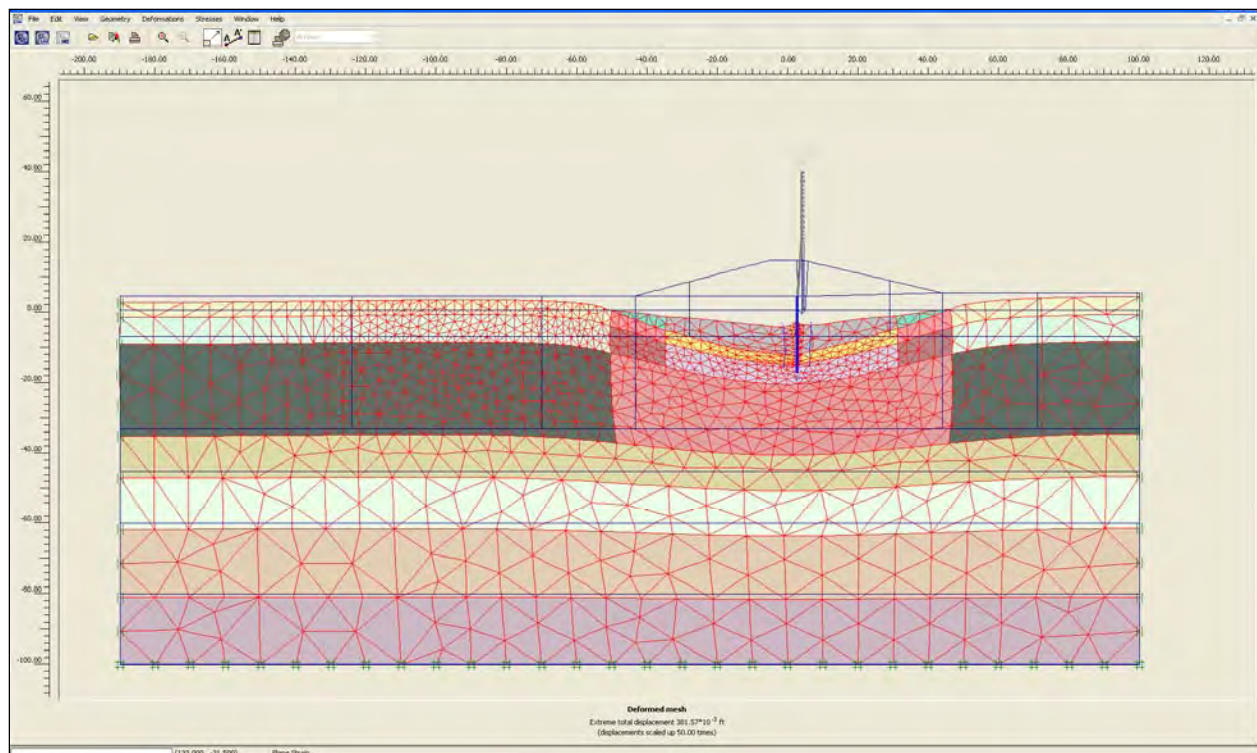 File Edit View Geometry Deformations Stresses Window Help
-200.00 -180.00 -160.00 -140.00 -120.00 -100.00 -80.00 -60.00 -40.00 -20.00 0.00 20.00 40.00 60.00 80.00 100.00 120.00
60.00
40.00
20.00
0.00
-20.00
-40.00
-60.00
-80.00
-100.00
Deformed mesh
Extreme total displacement 381.57*10⁻³ ft
(displacements scaled up 50.00 times)
Plane Strain